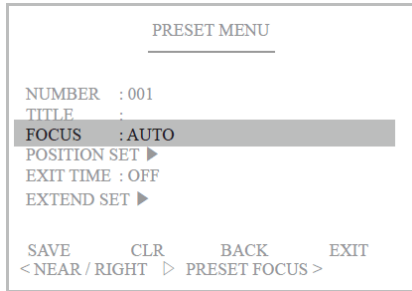 PRESET MENU
NUMBER : 001
TITLE :
FOCUS : AUTO
POSITION SET ▶
EXIT TIME : OFF
EXTEND SET ▶
SAVE CLR BACK EXIT
< NEAR / RIGHT ▷ PRESET FOCUS >